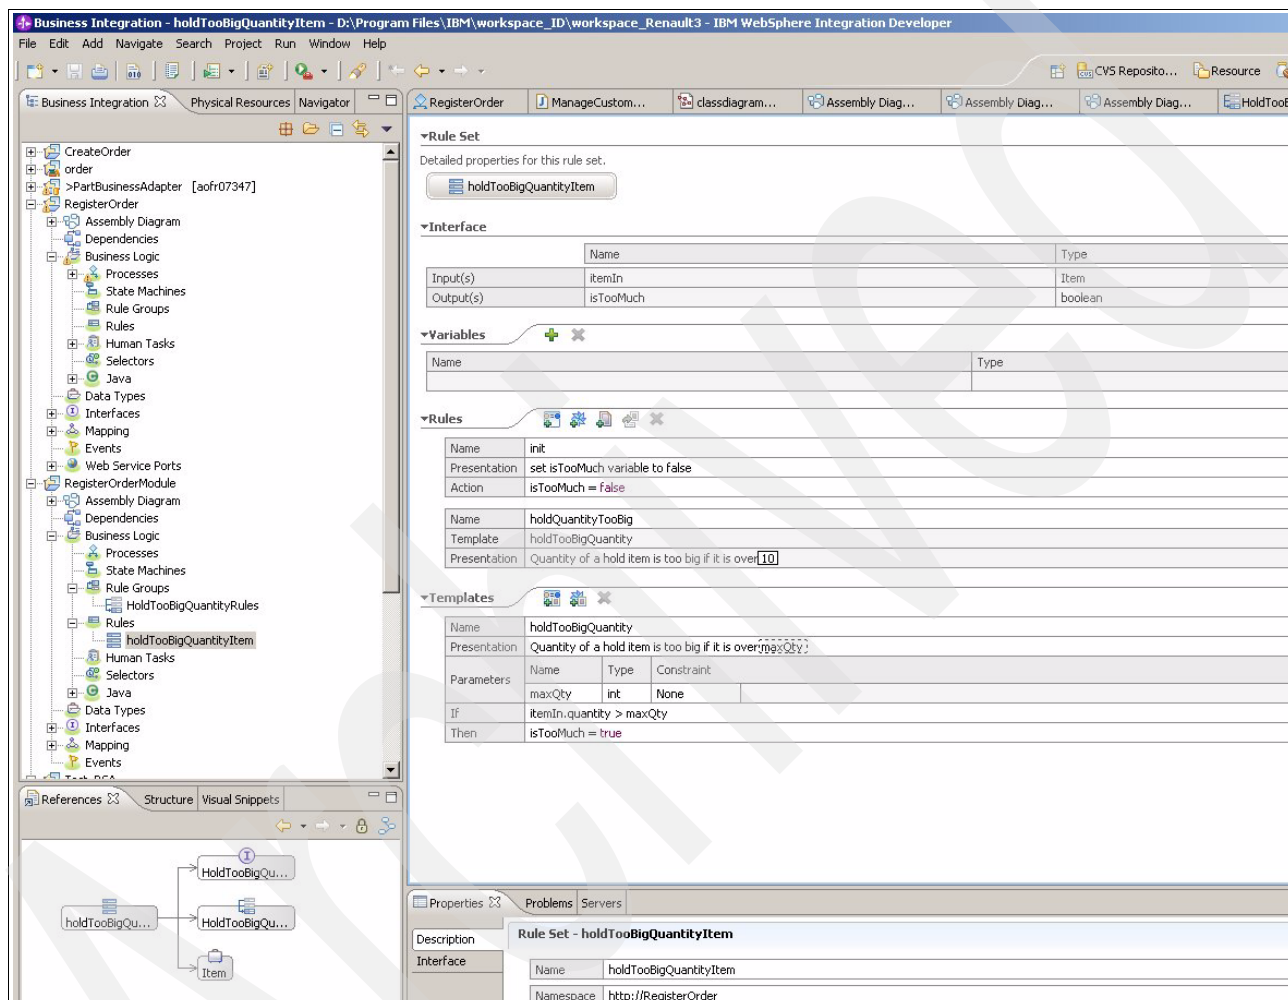 Business Integration - holdTooBigQuantityItem - D:\Program Files\IBM\workspace_ID\workspace_Renault3 - IBM WebSphere Integration Developer
File Edit Add Navigate Search Project Run Window Help
CVS Reposito... Resource
Business Integration Physical Resources Navigator
RegisterOrder ManageCustom... classdiagram... Assembly Diag... Assembly Diag... Assembly Diag... HoldTooB
CreateOrder
order
>PartBusinessAdapter [aofr07347]
RegisterOrder
Assembly Diagram
Dependencies
Business Logic
Processes
State Machines
Rule Groups
Rules
Human Tasks
Selectors
Java
Data Types
Interfaces
Mapping
Events
Web Service Ports
RegisterOrderModule
Assembly Diagram
Dependencies
Business Logic
Processes
State Machines
Rule Groups
HoldTooBigQuantityRules
Rules
holdTooBigQuantityItem
Human Tasks
Selectors
Java
Data Types
Interfaces
Mapping
Events
Rule Set
Detailed properties for this rule set.
holdTooBigQuantityItem
Interface
Name Type
Input(s) itemIn Item
Output(s) isTooMuch boolean
Variables
Name Type
Rules
Name init
Presentation set isTooMuch variable to false
Action isTooMuch = false
Name holdQuantityTooBig
Template holdTooBigQuantity
Presentation Quantity of a hold item is too big if it is over 10
Templates
Name holdTooBigQuantity
Presentation Quantity of a hold item is too big if it is over maxQty
Parameters Name Type Constraint
maxQty int None
If itemIn.quantity > maxQty
Then isTooMuch = true
References Structure Visual Snippets
holdTooBigQu...
HoldTooBigQu...
HoldTooBigQu...
Item
Properties Problems Servers
Description
Interface
Rule Set - holdTooBigQuantityItem
Name holdTooBigQuantityItem
Namespace http://RegisterOrder
Archived